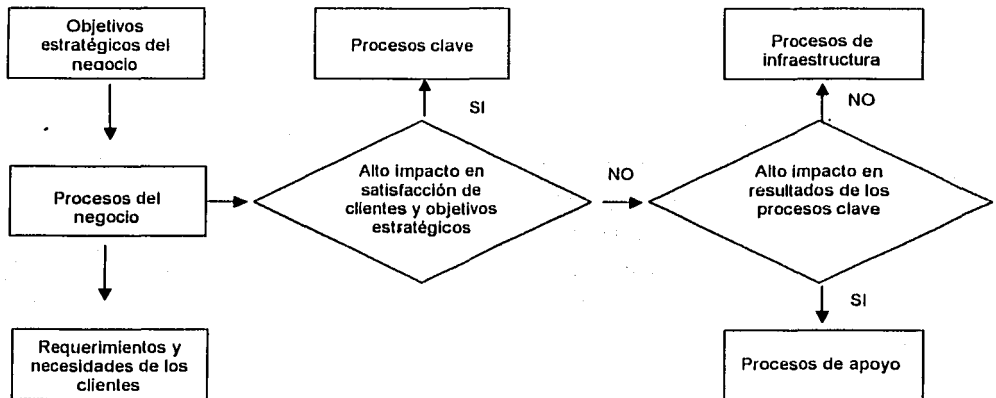 Objetivos
estratégicos del
negocio
Procesos clave
Procesos de
infraestructura
SI
NO
Procesos del
negocio
Alto impacto en
satisfacción de
clientes y objetivos
estratégicos
NO
Alto impacto en
resultados de los
procesos clave
SI
Requerimientos y
necesidades de los
clientes
Procesos de apoyo